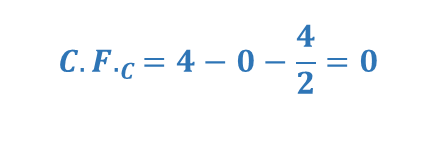 C.F.C = 4 − 0 − 4/2 = 0